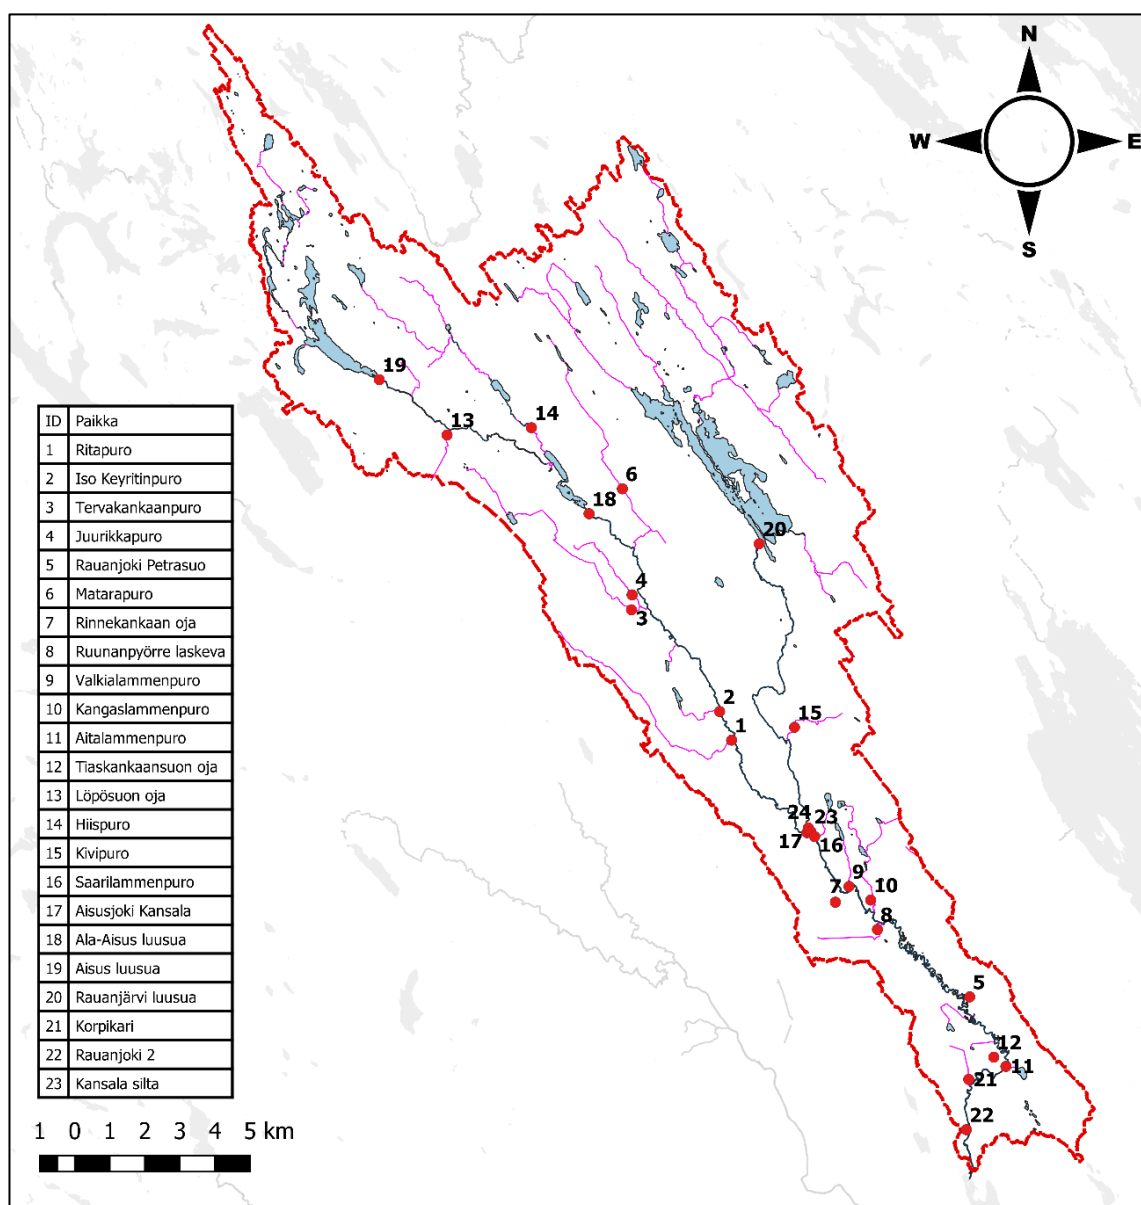 N
W E
S
19
13
14
6
18
20
4
3
2
1
15
24 23
17 16
9
7 10
8
5
12
11
21
22
ID Paikka
1 Ritapuro
2 Iso Keyritinpuro
3 Tervakankaanpuro
4 Juurikkapuro
5 Rauanjoki Petrasuo
6 Matarapuro
7 Rinnekankaan oja
8 Ruunanpyörre laskeva
9 Valkialammenpuro
10 Kangaslammenpuro
11 Aitalammenpuro
12 Tiaskankaansuon oja
13 Löpösuon oja
14 Hiispuro
15 Kivipuro
16 Saarilammenpuro
17 Aisusjoki Kansala
18 Ala-Aisus luusua
19 Aisus luusua
20 Rauanjärvi luusua
21 Korpikari
22 Rauanjoki 2
23 Kansala silta
1 0 1 2 3 4 5 km